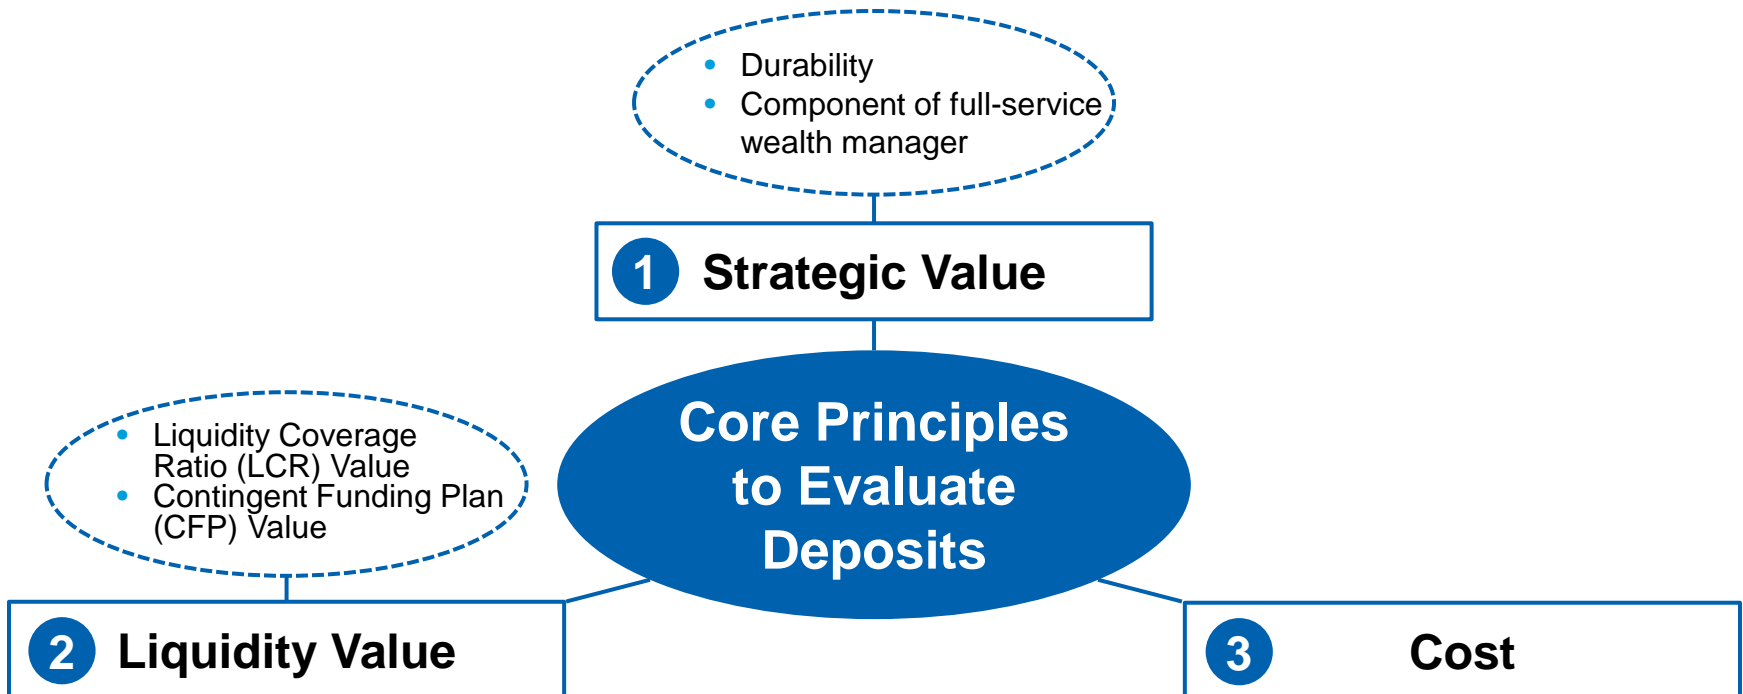 • Durability
• Component of full-service
wealth manager
1 Strategic Value
Core Principles
to Evaluate
Deposits
• Liquidity Coverage
Ratio (LCR) Value
• Contingent Funding Plan
(CFP) Value
2 Liquidity Value
3 Cost